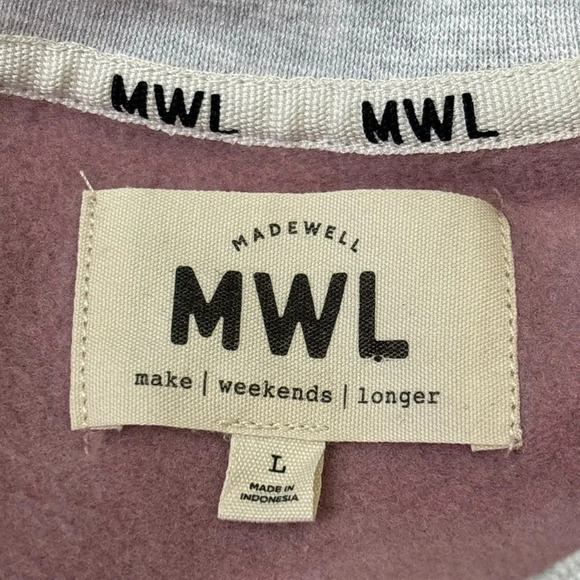 MWL MWL
MADEWELL
MWL
make | weekends | longer
L
MADE IN
INDONESIA